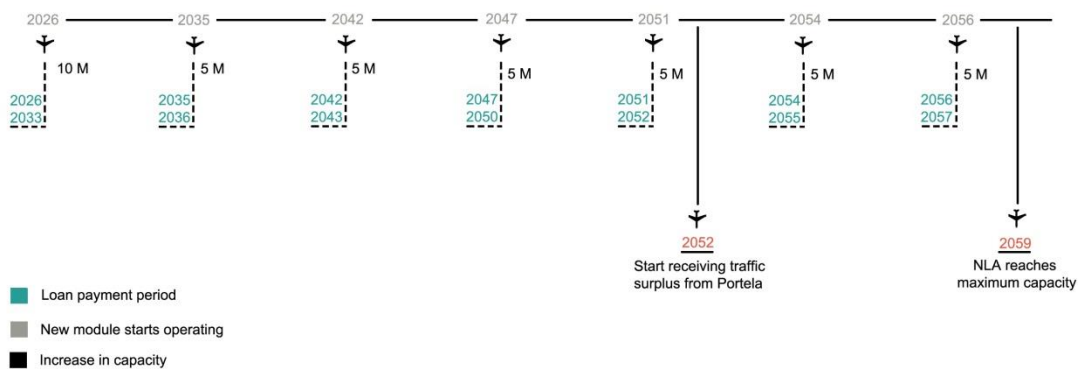 2026 2035 2042 2047 2051 2054 2056
10 M 5 M 5 M 5 M 5 M 5 M 5 M
2026 2035 2042 2047 2051 2054 2056
2033 2036 2043 2050 2052 2055 2057
2052 2059
Start receiving traffic NLA reaches
surplus from Portela maximum capacity
Loan payment period
New module starts operating
Increase in capacity